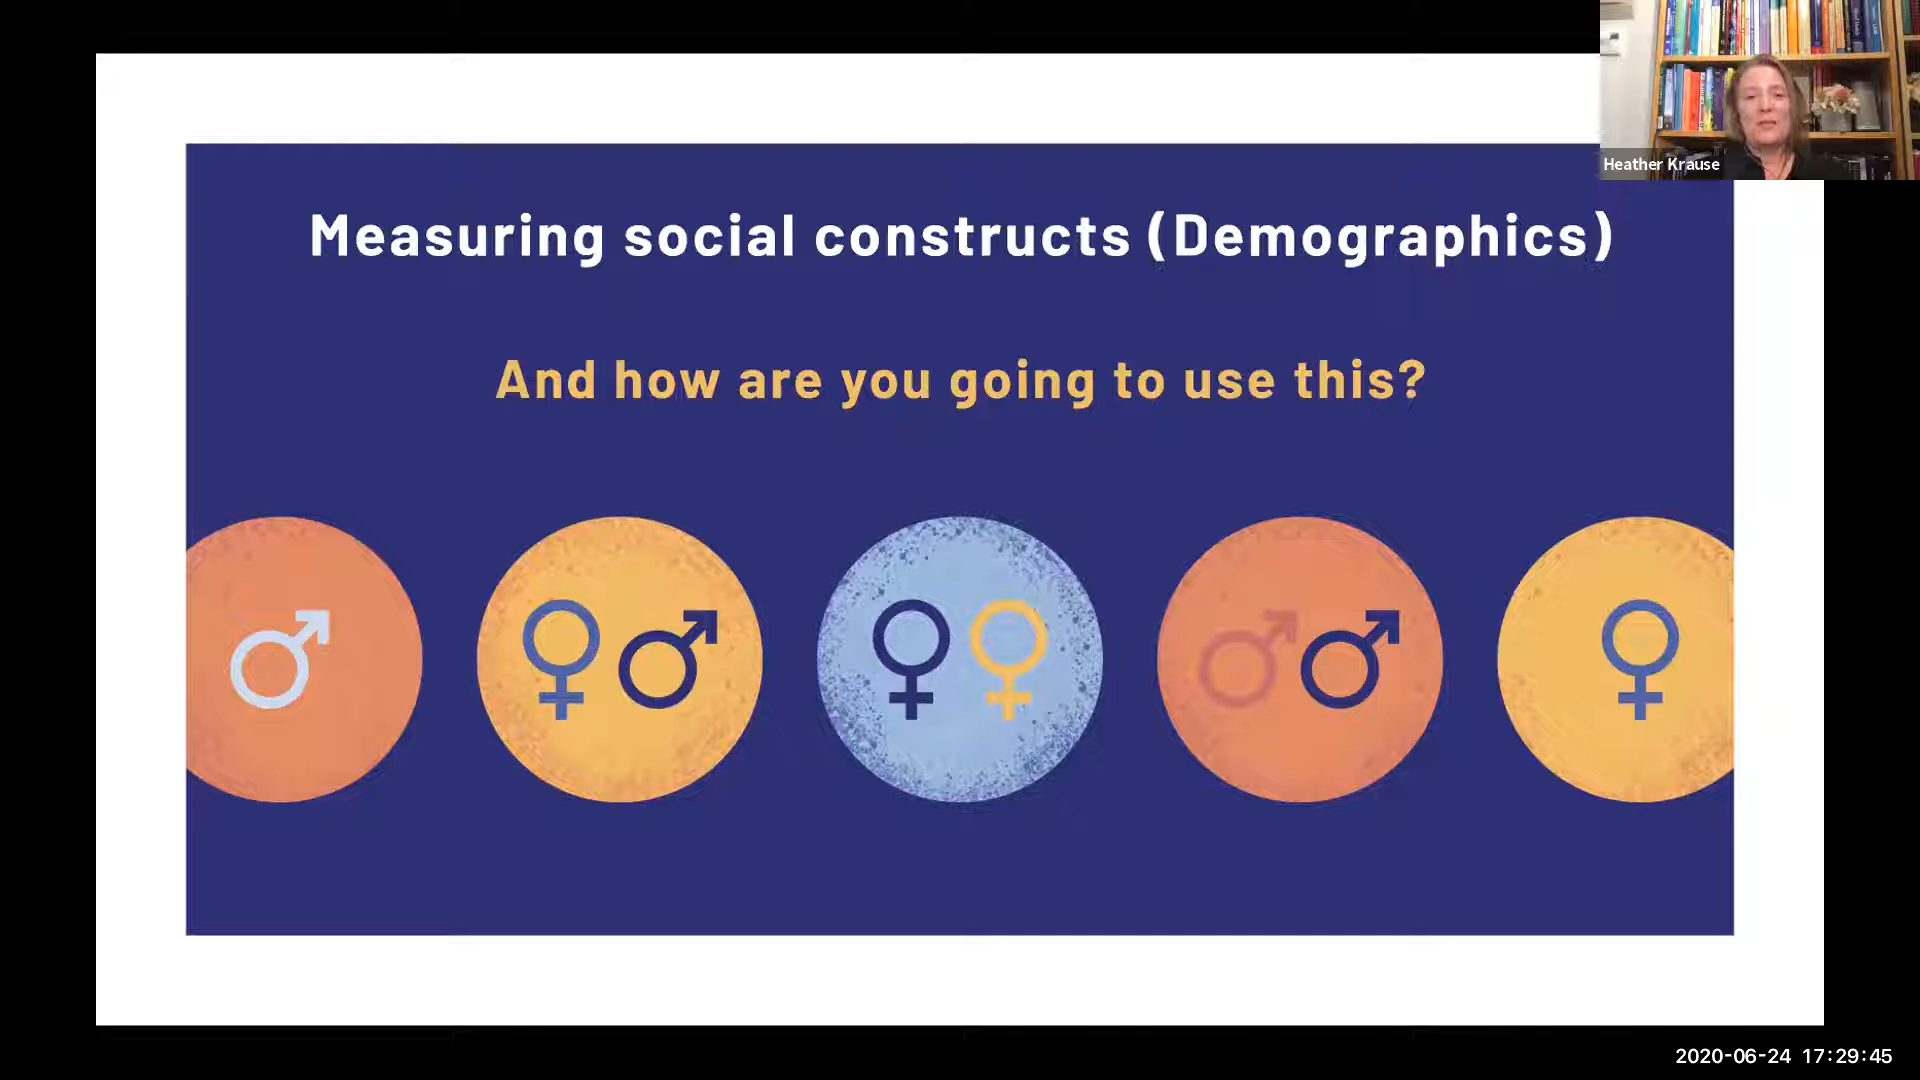 Heather Krause
Measuring social constructs (Demographics)
And how are you going to use this?
2020-06-24 17:29:45